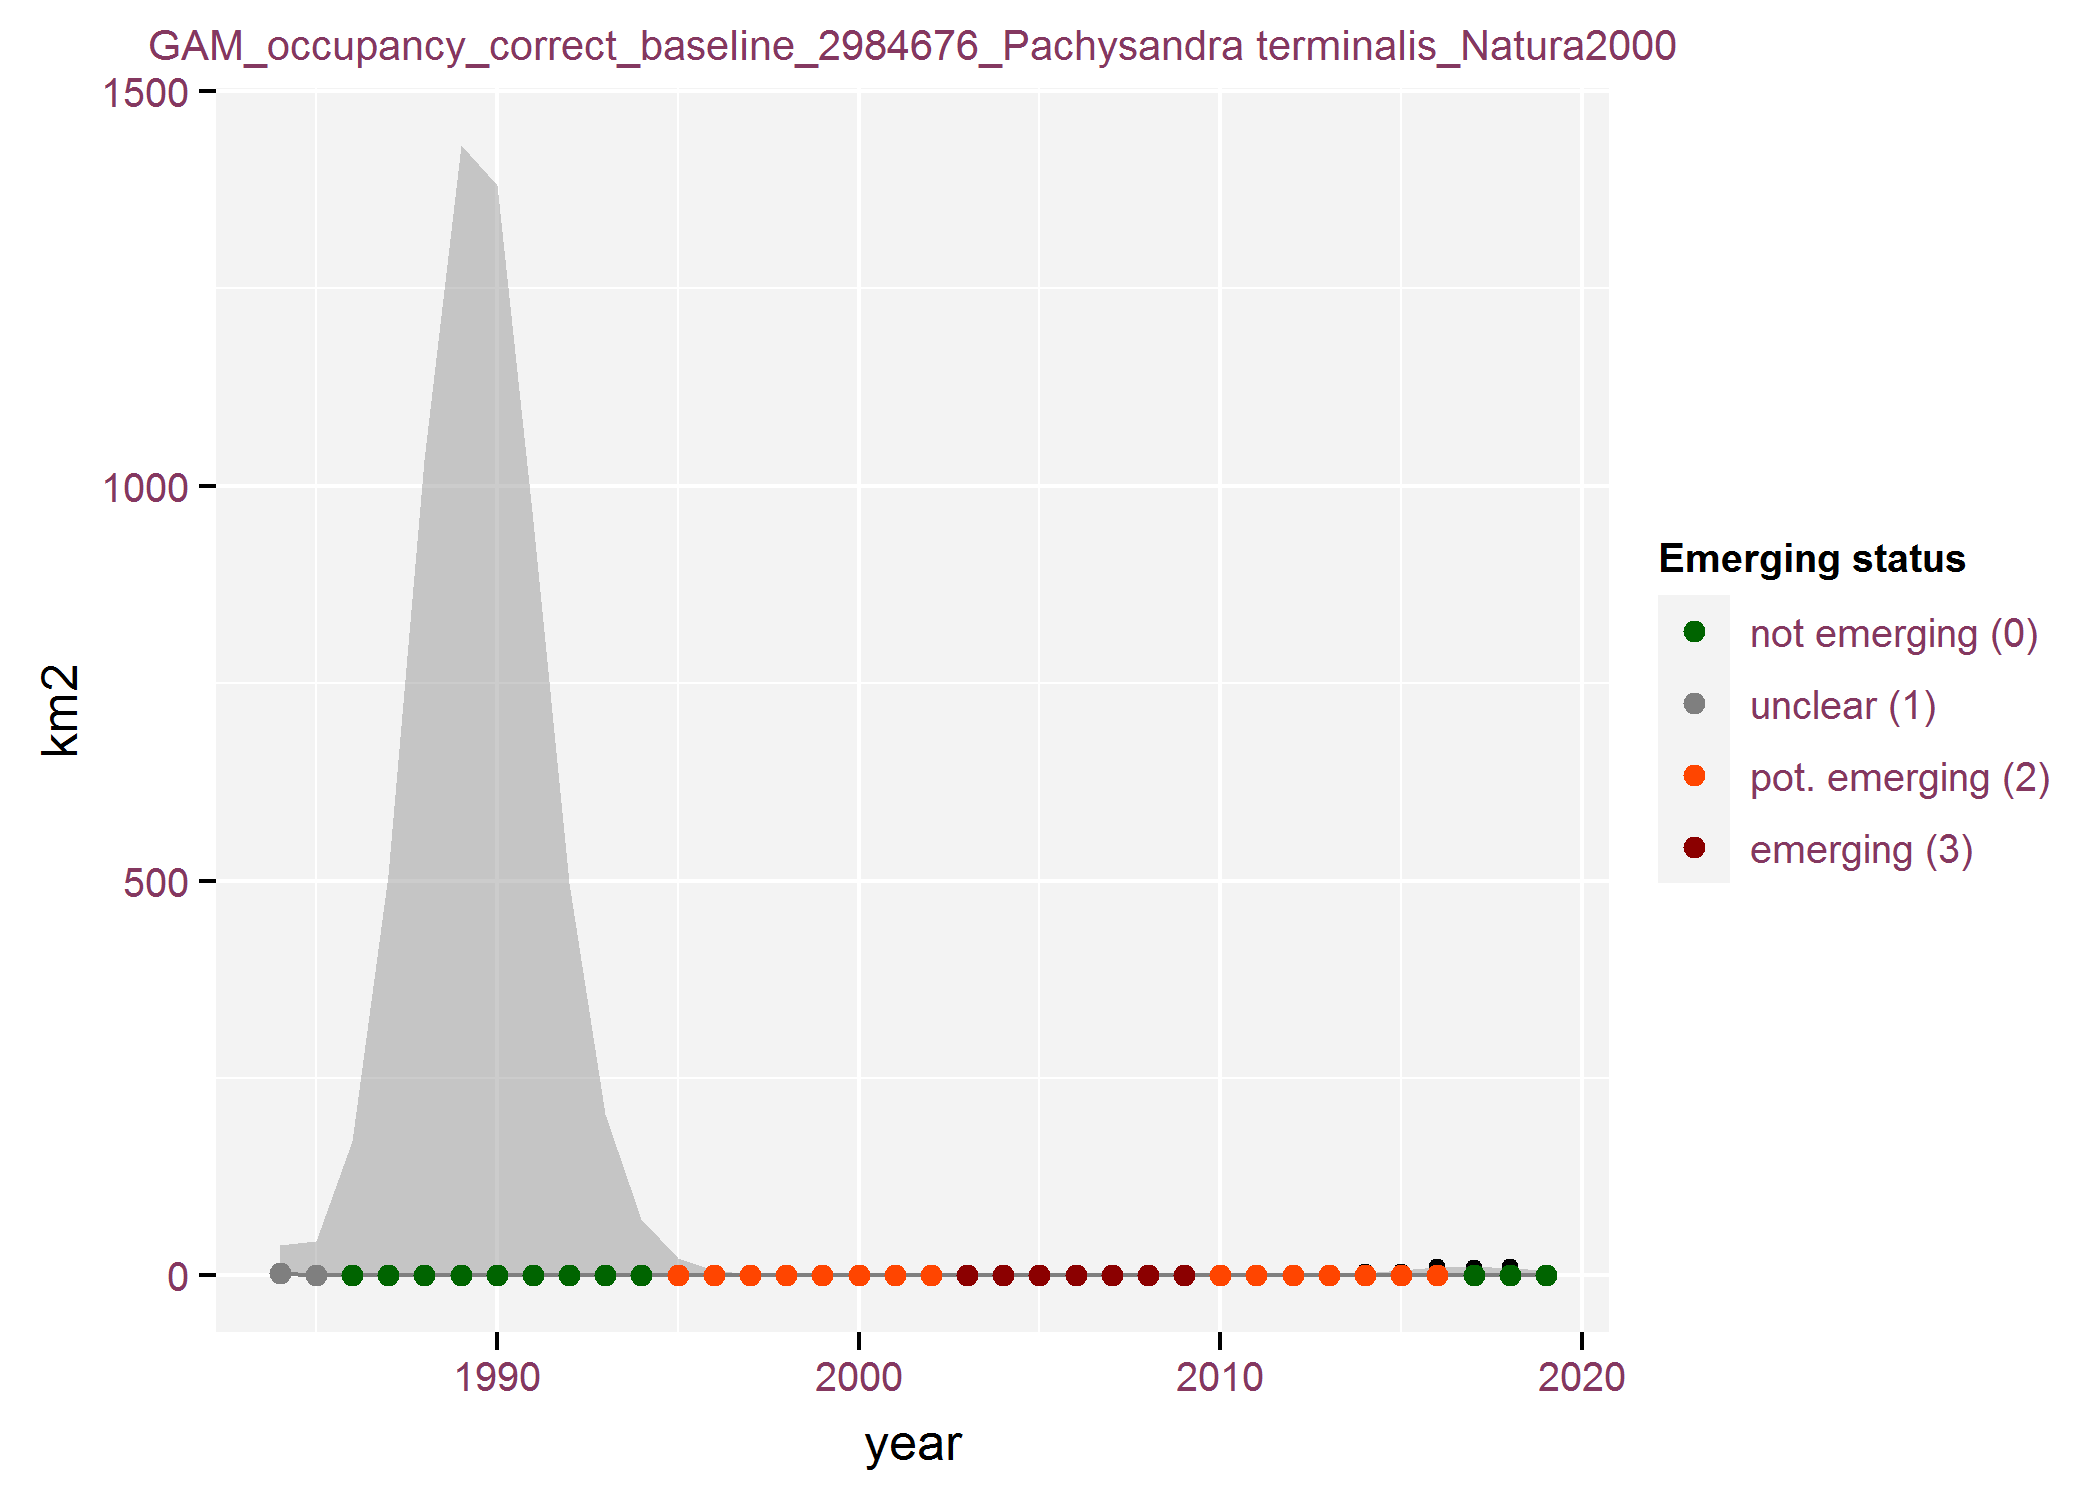 GAM_occupancy_correct_baseline_2984676_Pachysandra terminalis_Natura2000
1500
1000
500
0
km2
1990 2000 2010 2020
year
Emerging status
not emerging (0)
unclear (1)
pot. emerging (2)
emerging (3)